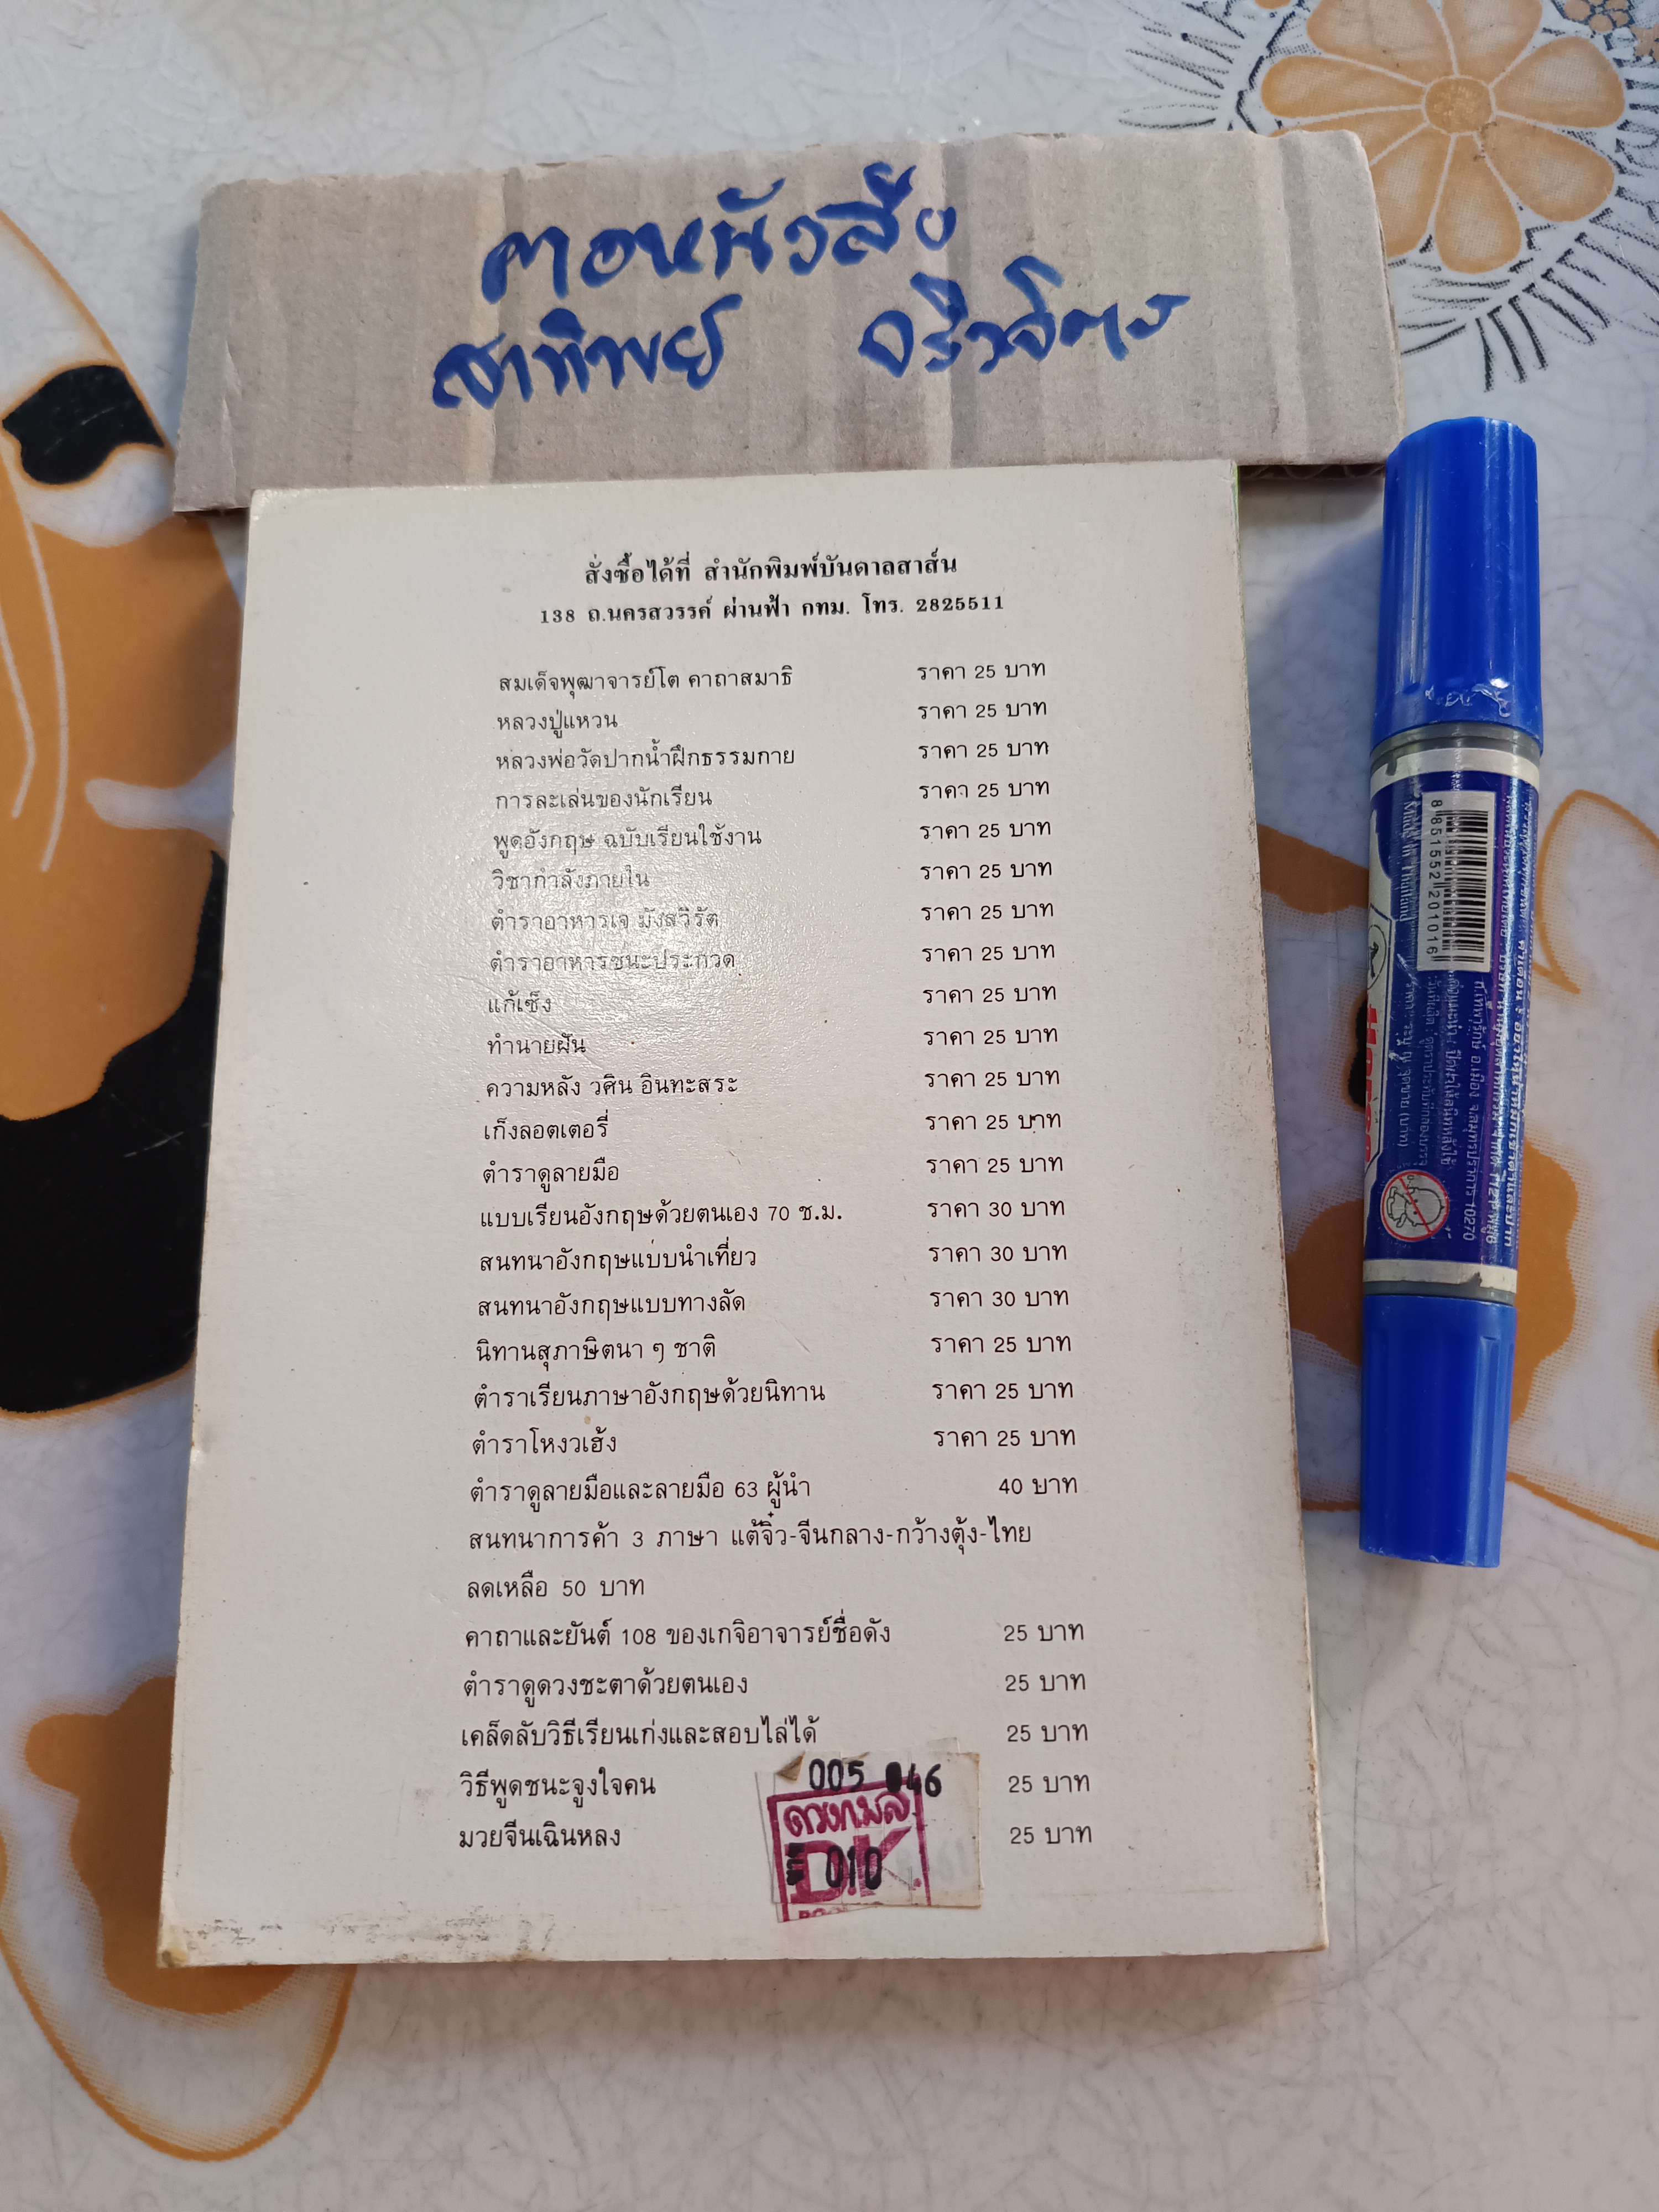 คอหนังสือ
สาทิพย์
สั่งซื้อได้ที่ สำนักพิมพ์บันดาลสาส์น
138 ถ.นครสวรรค์ ผ่านฟ้า กทม. โทร. 2825511
สมเด็จพุฒาจารย์โต คาถาสมาธิ ราคา 25 บาท
หลวงปู่แหวน ราคา 25 บาท
หลวงพ่อวัดปากน้ำฝึกธรรมกาย ราคา 25 บาท
การละเล่นของนักเรียน ราคา 25 บาท
พูดอังกฤษ ฉบับเรียนใช้งาน ราคา 25 บาท
วิชากำลังภายใน ราคา 25 บาท
ตำราอาหารเจ มังสวิรัต ราคา 25 บาท
ตำราอาหารชนะประกวด ราคา 25 บาท
แก้เซ็ง ราคา 25 บาท
ทำนายฝัน ราคา 25 บาท
ความหลัง วศิน อินทะสระ ราคา 25 บาท
เก็งลอตเตอรี่ ราคา 25 บาท
ตำราดูลายมือ ราคา 25 บาท
แบบเรียนอังกฤษด้วยตนเอง 70 ช.ม. ราคา 30 บาท
สนทนาอังกฤษแบบนำเที่ยว ราคา 30 บาท
สนทนาอังกฤษแบบทางลัด ราคา 30 บาท
นิทานสุภาษิตนา ๆ ชาติ ราคา 25 บาท
ตำราเรียนภาษาอังกฤษด้วยนิทาน ราคา 25 บาท
ตำราโหงวเฮ้ง ราคา 25 บาท
ตำราดูลายมือและลายมือ 63 ผู้นำ 40 บาท
สนทนาการค้า 3 ภาษา แต้จิ๋ว-จีนกลาง-กว้างตุ้ง-ไทย
ลดเหลือ 50 บาท
คาถาและยันต์ 108 ของเกจิอาจารย์ชื่อดัง 25 บาท
ตำราดูดวงชะตาด้วยตนเอง 25 บาท
เคล็ดลับวิธีเรียนเก่งและสอบไล่ได้ 25 บาท
วิธีพูดชนะจูงใจคน 25 บาท
มวยจีนเฉินหลง 25 บาท
005 046
ดวงกมล
D.K.
010
8 851552 201016
Horse